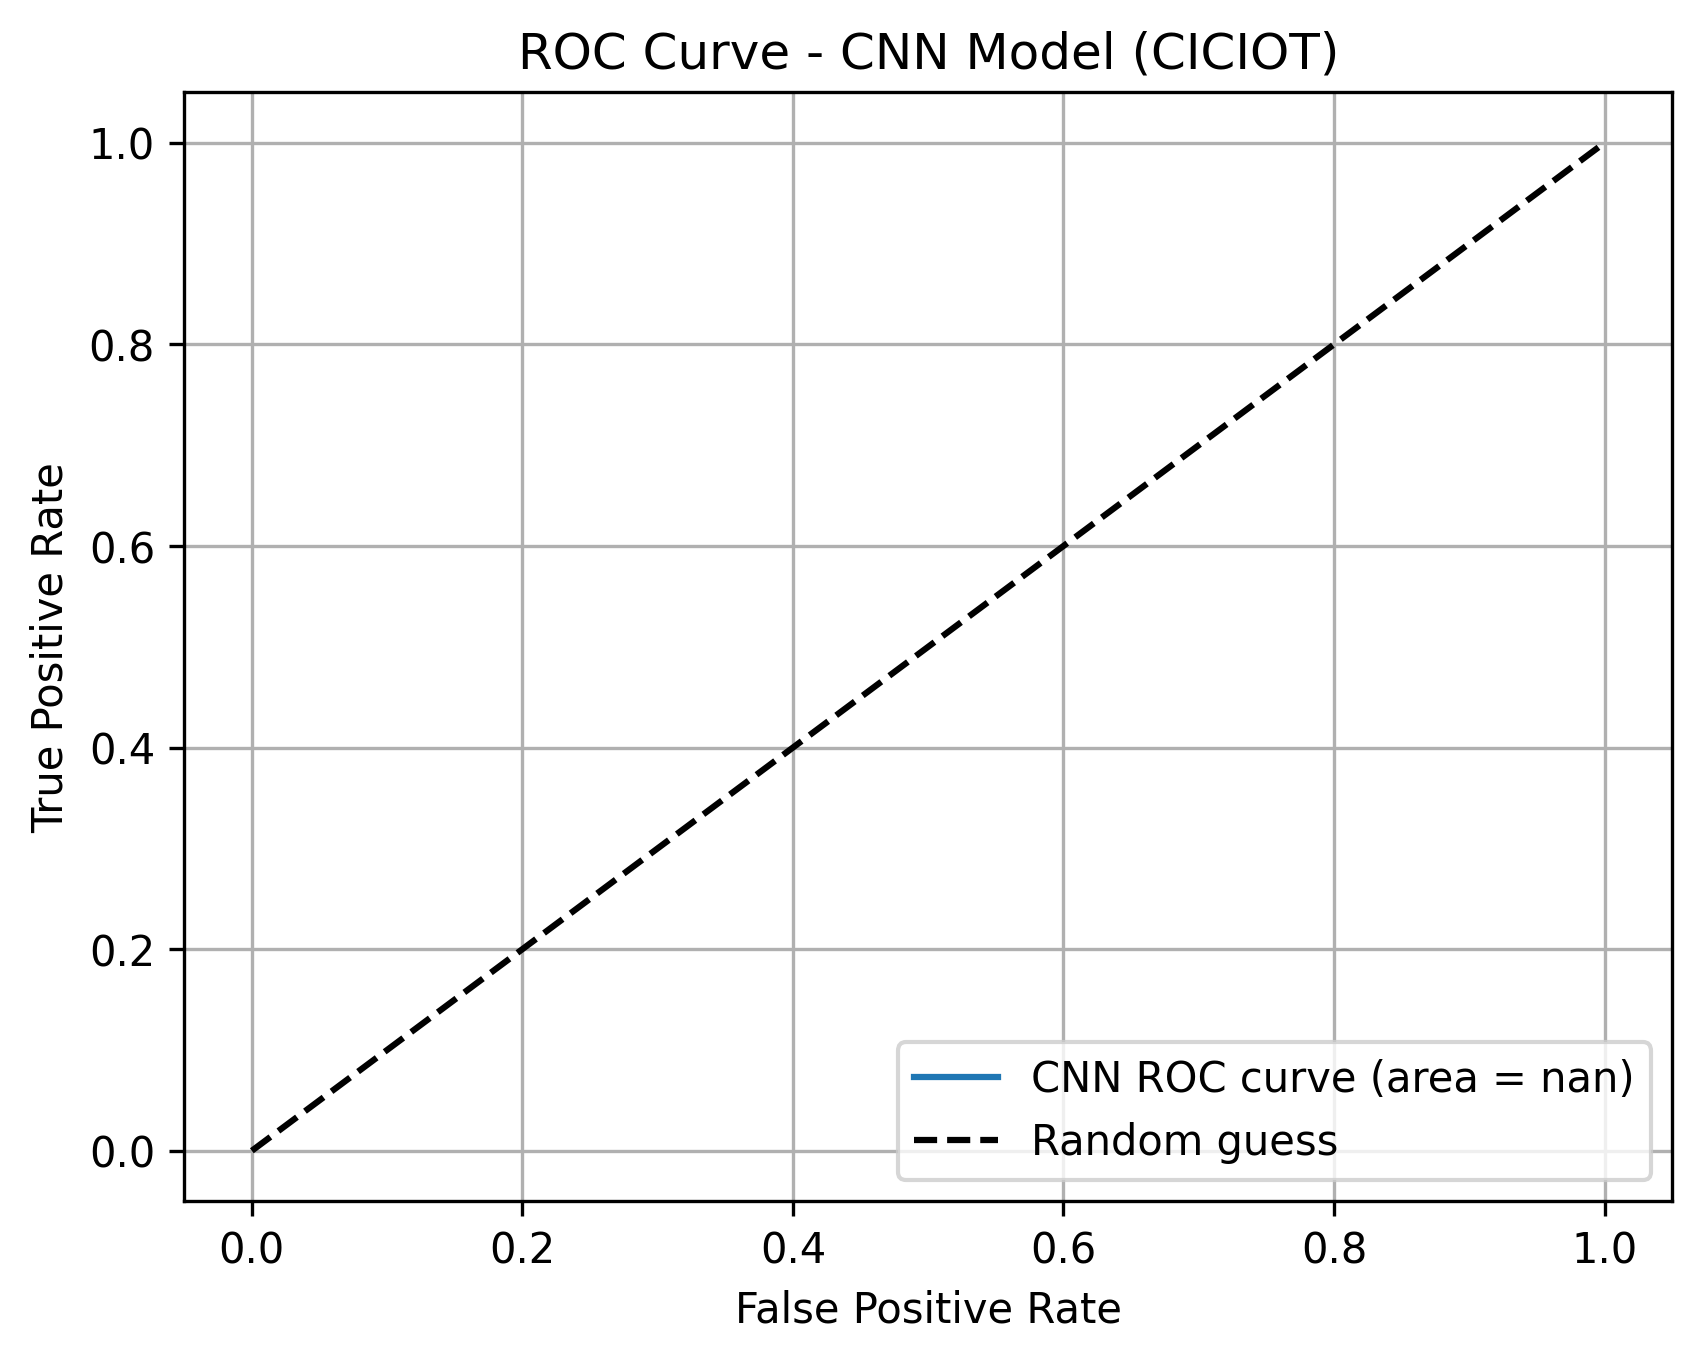 ROC Curve - CNN Model (CICIOT)
True Positive Rate
1.0
0.8
0.6
0.4
0.2
0.0
CNN ROC curve (area = nan)
Random guess
0.0 0.2 0.4 0.6 0.8 1.0
False Positive Rate